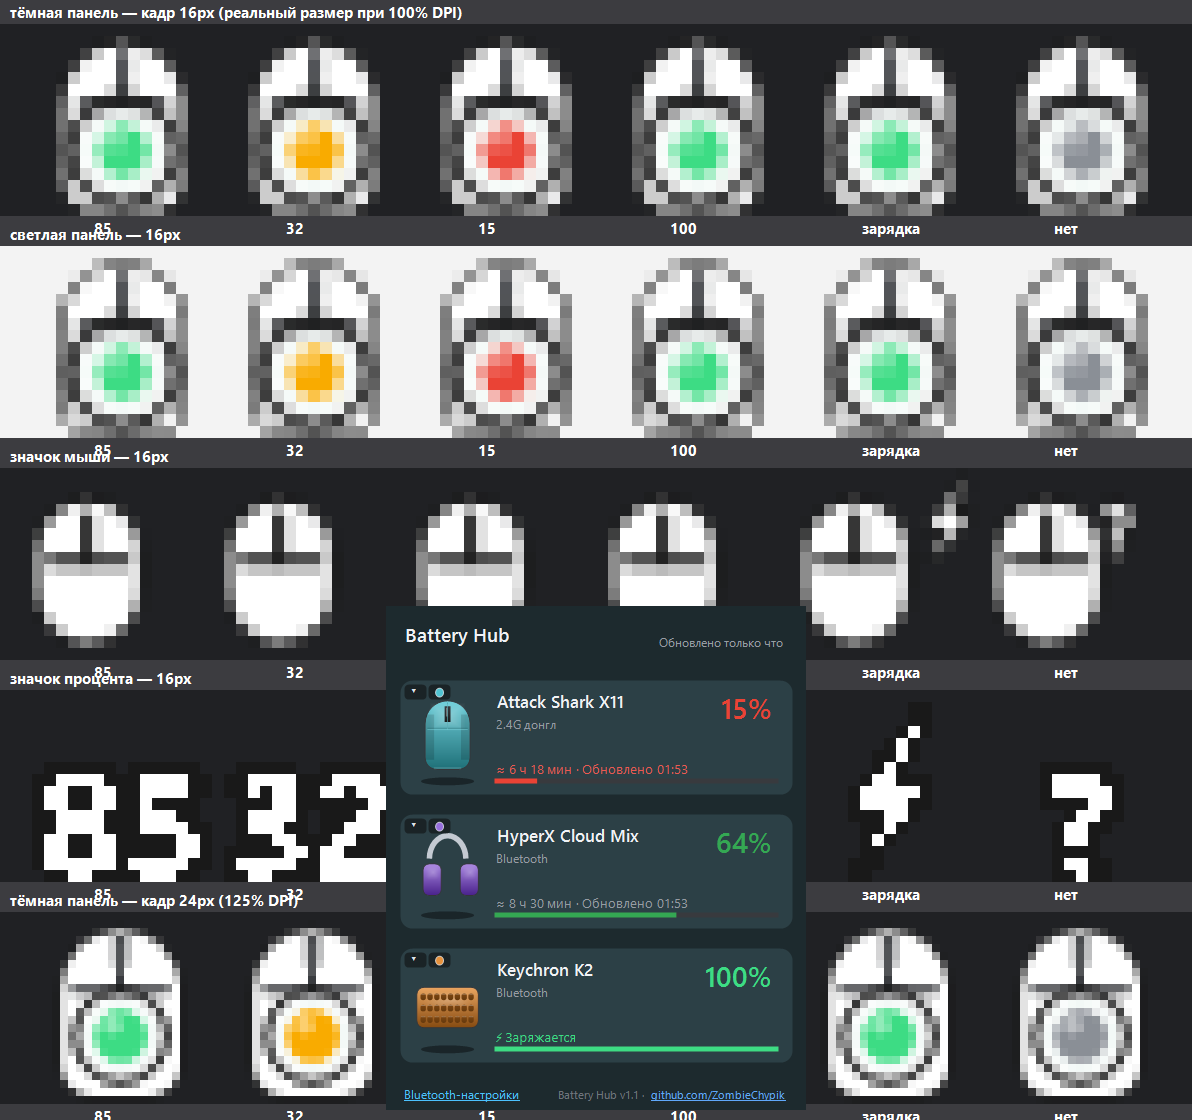 тёмная панель — кадр 16px (реальный размер при 100% DPI)
85 32 15 100 зарядка нет
светлая панель — 16px
85 32 15 100 зарядка нет
значок мыши — 16px
85 32 зарядка нет
значок процента — 16px
85 32 ?
85 32 зарядка нет
тёмная панель — кадр 24px (125% DPI)
85 32 15 100 зарядка нет
Battery Hub
Обновлено только что
Attack Shark X11
15%
2.4G донгл
≈ 6 ч 18 мин · Обновлено 01:53
HyperX Cloud Mix
64%
Bluetooth
≈ 8 ч 30 мин · Обновлено 01:53
Keychron K2
100%
Bluetooth
⚡ Заряжается
Bluetooth-настройки
Battery Hub v1.1 · github.com/ZombieChypik